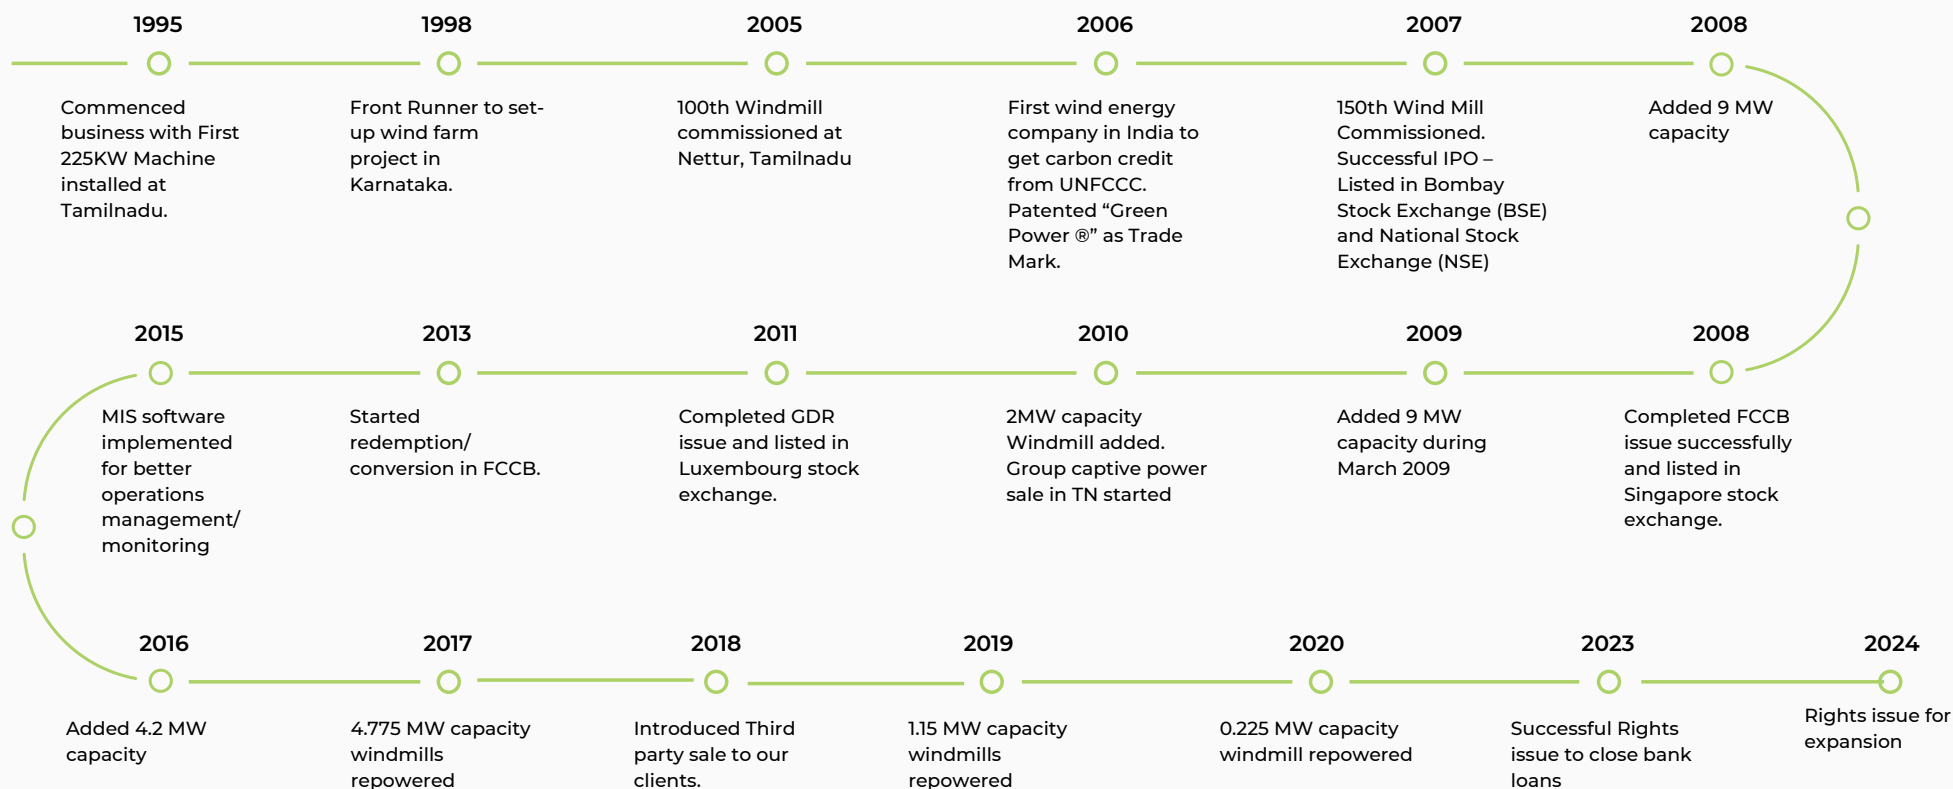 1995
Commenced
business with First
225KW Machine
installed at
Tamilnadu.
1998
Front Runner to set-
up wind farm
project in
Karnataka.
2005
100th Windmill
commissioned at
Nettur, Tamilnadu
2006
First wind energy
company in India to
get carbon credit
from UNFCCC.
Patented “Green
Power ®” as Trade
Mark.
2007
150th Wind Mill
Commissioned.
Successful IPO –
Listed in Bombay
Stock Exchange (BSE)
and National Stock
Exchange (NSE)
2008
Added 9 MW
capacity
2008
Completed FCCB
issue successfully
and listed in
Singapore stock
exchange.
2009
Added 9 MW
capacity during
March 2009
2010
2MW capacity
Windmill added.
Group captive power
sale in TN started
2011
Completed GDR
issue and listed in
Luxembourg stock
exchange.
2013
Started
redemption/
conversion in FCCB.
2015
MIS software
implemented
for better
operations
management/
monitoring
2016
Added 4.2 MW
capacity
2017
4.775 MW capacity
windmills
repowered
2018
Introduced Third
party sale to our
clients.
2019
1.15 MW capacity
windmills
repowered
2020
0.225 MW capacity
windmill repowered
2023
Successful Rights
issue to close bank
loans
2024
Rights issue for
expansion